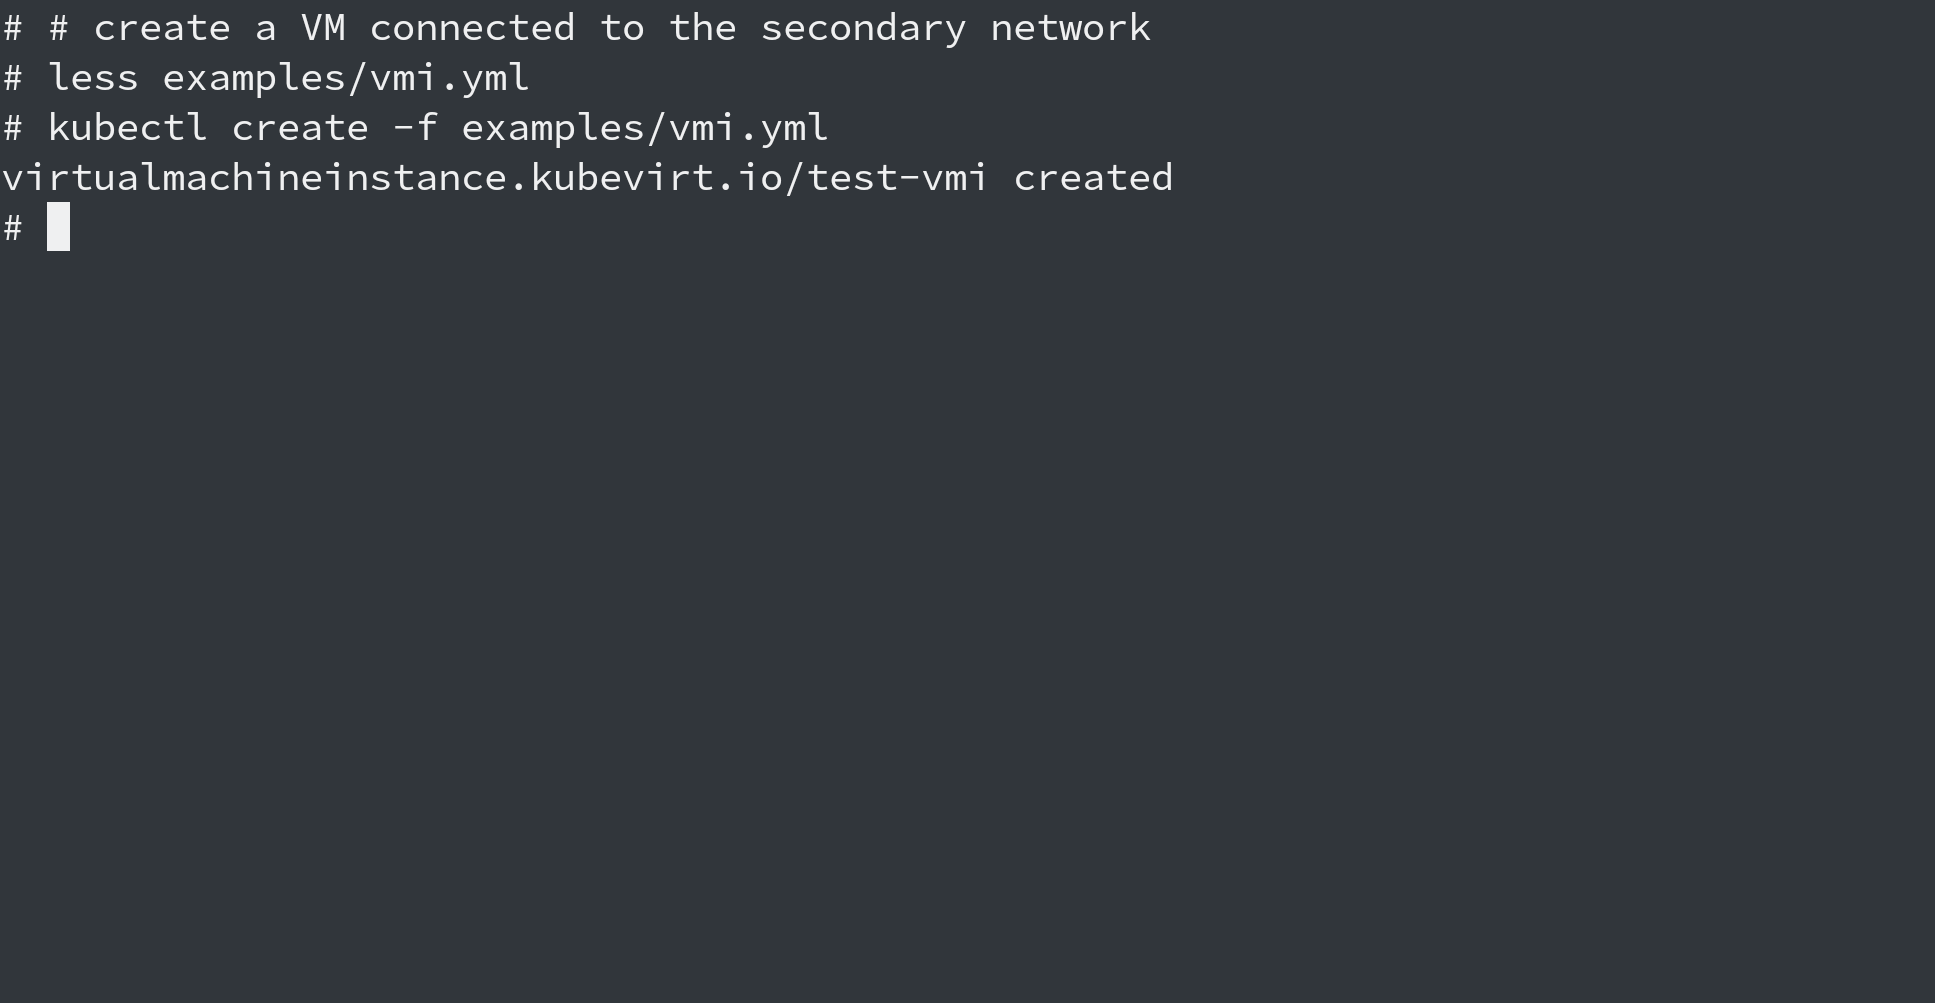 # # create a VM connected to the secondary network
# less examples/vmi.yml
# kubectl create -f examples/vmi.yml
virtualmachineinstance.kubevirt.io/test-vmi created
#